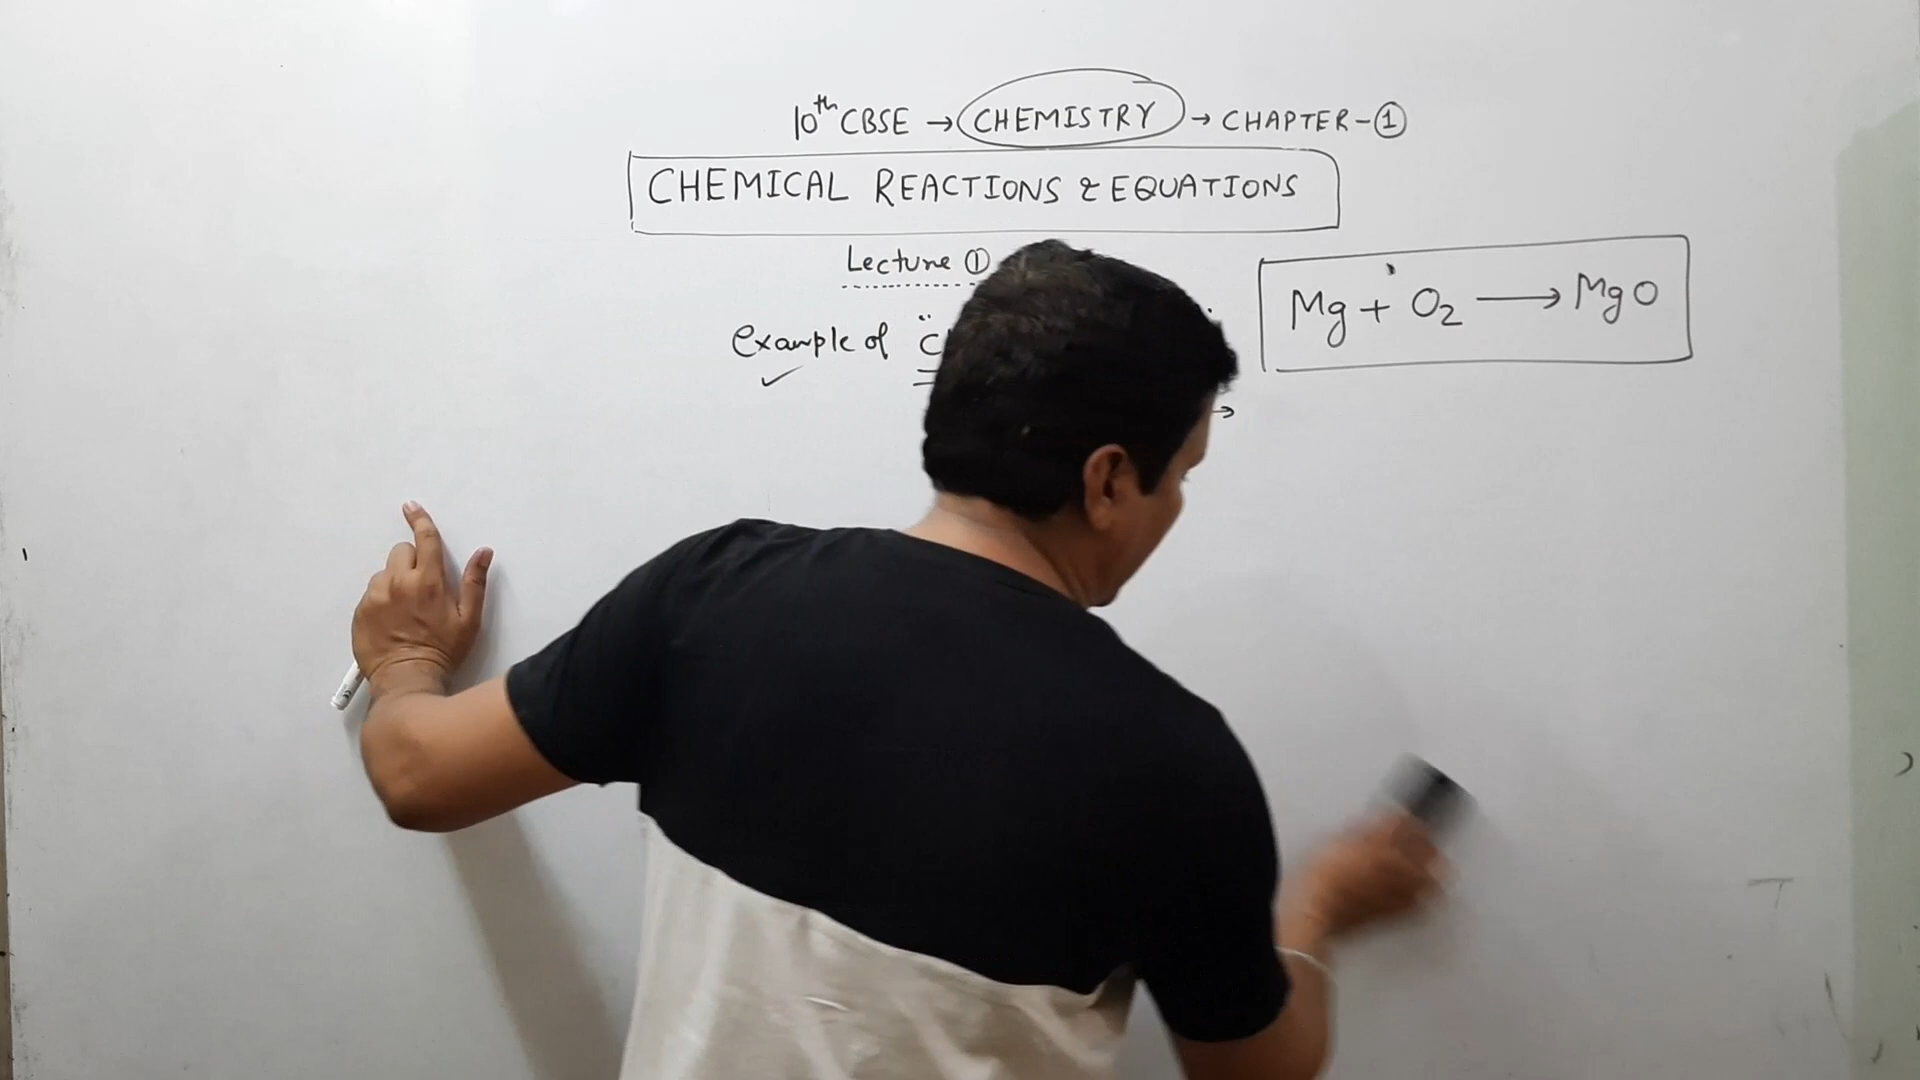 10th CBSE → CHEMISTRY → CHAPTER-①
CHEMICAL REACTIONS & EQUATIONS
Lecture ①
Mg + O₂ ⟶ MgO
Example of
→